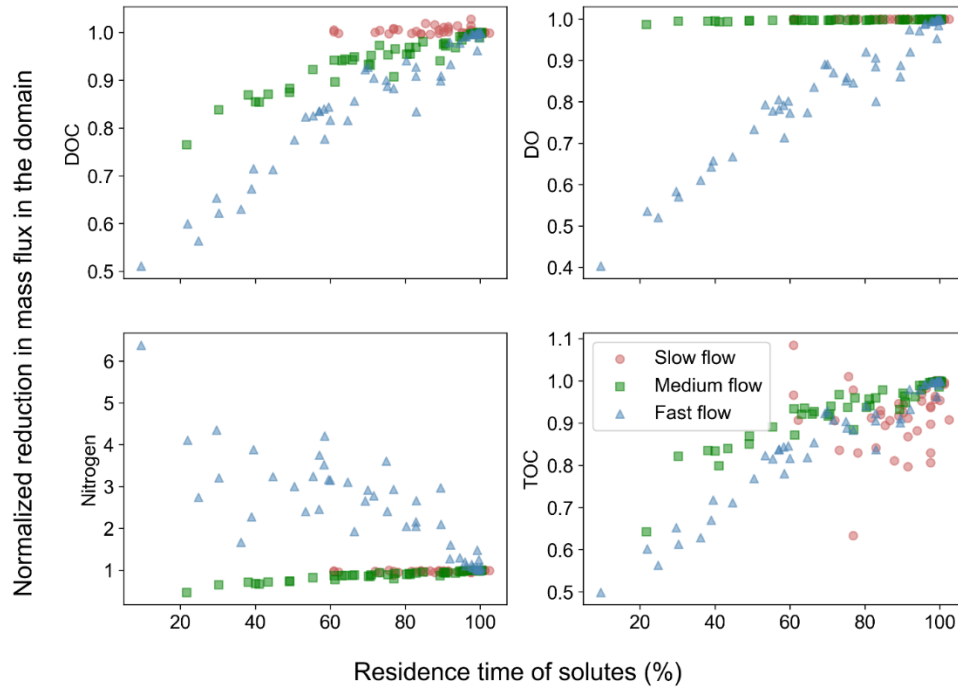 Normalized reduction in mass flux in the domain
DOC
1.0
0.9
0.8
0.7
0.6
0.5
DO
1.0
0.9
0.8
0.7
0.6
0.5
0.4
Nitrogen
6
5
4
3
2
1
20 40 60 80 100
TOC
1.1
1.0
0.9
0.8
0.7
0.6
0.5
Slow flow
Medium flow
Fast flow
20 40 60 80 100
Residence time of solutes (%)